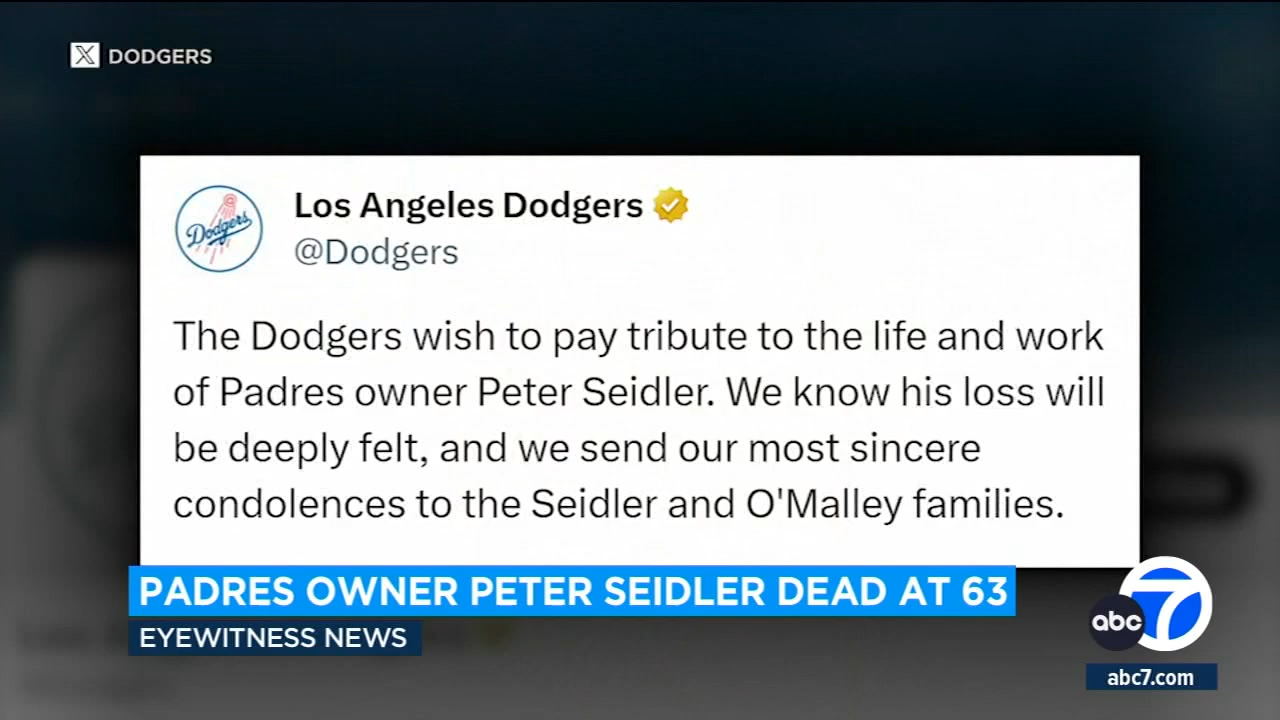 X DODGERS
Dodgers
Los Angeles Dodgers
@Dodgers
The Dodgers wish to pay tribute to the life and work
of Padres owner Peter Seidler. We know his loss will
be deeply felt, and we send our most sincere
condolences to the Seidler and O'Malley families.
PADRES OWNER PETER SEIDLER DEAD AT 63
EYEWITNESS NEWS
abc 7
abc7.com